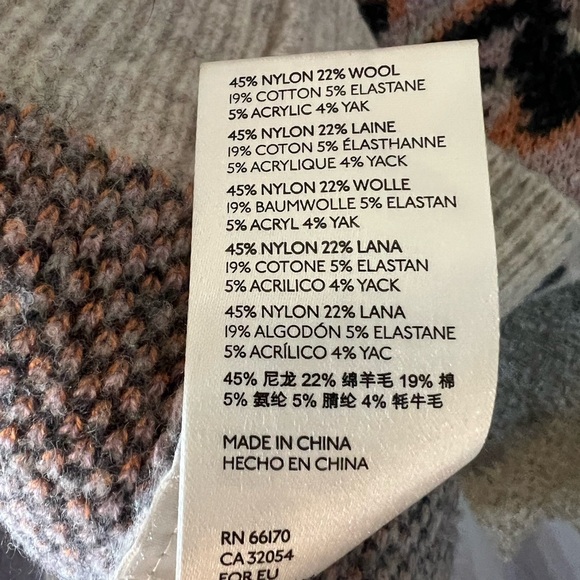 45% NYLON 22% WOOL
19% COTTON 5% ELASTANE
5% ACRYLIC 4% YAK
45% NYLON 22% LAINE
19% COTON 5% ÉLASTHANNE
5% ACRYLIQUE 4% YACK
45% NYLON 22% WOLLE
19% BAUMWOLLE 5% ELASTAN
5% ACRYL 4% YAK
45% NYLON 22% LANA
19% COTONE 5% ELASTAN
5% ACRILICO 4% YACK
45% NYLON 22% LANA
19% ALGODÓN 5% ELASTANE
5% ACRÍLICO 4% YAC
45% 尼龙 22% 绵羊毛 19% 棉
5% 氨纶 5% 腈纶 4% 牦牛毛
MADE IN CHINA
HECHO EN CHINA
RN 66170
CA 32054
FOR EU